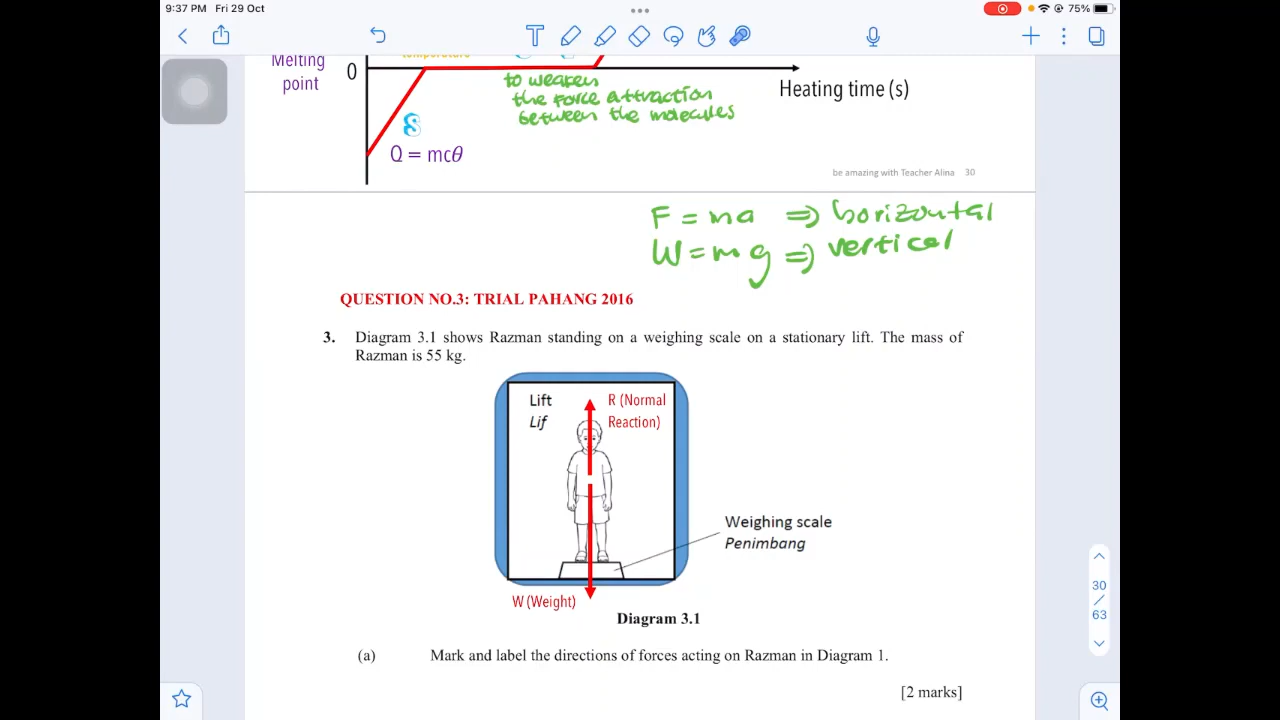 9:37 PM Fri 29 Oct
75%
Melting
point
0
to weaken
the force attraction
between the molecules
Heating time (s)
Q = mcθ
be amazing with Teacher Alina 30
F = ma ⇒ horizontal
W = mg ⇒ vertical
QUESTION NO.3: TRIAL PAHANG 2016
3. Diagram 3.1 shows Razman standing on a weighing scale on a stationary lift. The mass of
Razman is 55 kg.
Lift
Lif
R (Normal
Reaction)
Weighing scale
Penimbang
W (Weight)
Diagram 3.1
(a) Mark and label the directions of forces acting on Razman in Diagram 1.
[2 marks]
30
/
63